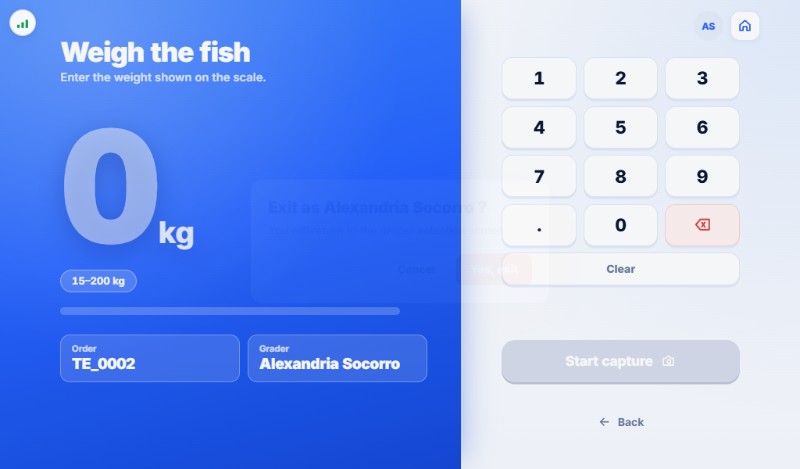 Weigh the fish
Enter the weight shown on the scale.
0 kg
15–200 kg
Order
TE_0002
Grader
Alexandria Socorro
Exit as Alexandria Socorro ?
Cancel
AS
1 2 3
4 5 6
7 8 9
. 0
Clear
Start capture
← Back